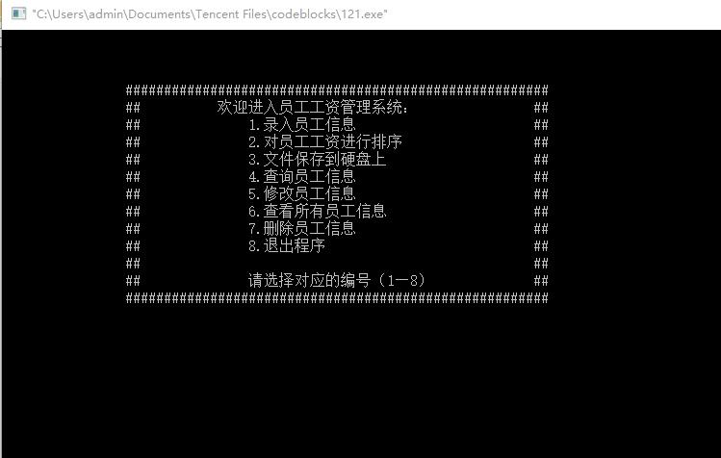 "C:\Users\admin\Documents\Tencent Files\codeblocks\121.exe"
#######################################################
## 欢迎进入员工工资管理系统: ##
## 1.录入员工信息 ##
## 2.对员工工资进行排序 ##
## 3.文件保存到硬盘上 ##
## 4.查询员工信息 ##
## 5.修改员工信息 ##
## 6.查看所有员工信息 ##
## 7.删除员工信息 ##
## 8.退出程序 ##
## ##
## 请选择对应的编号（1—8） ##
#######################################################